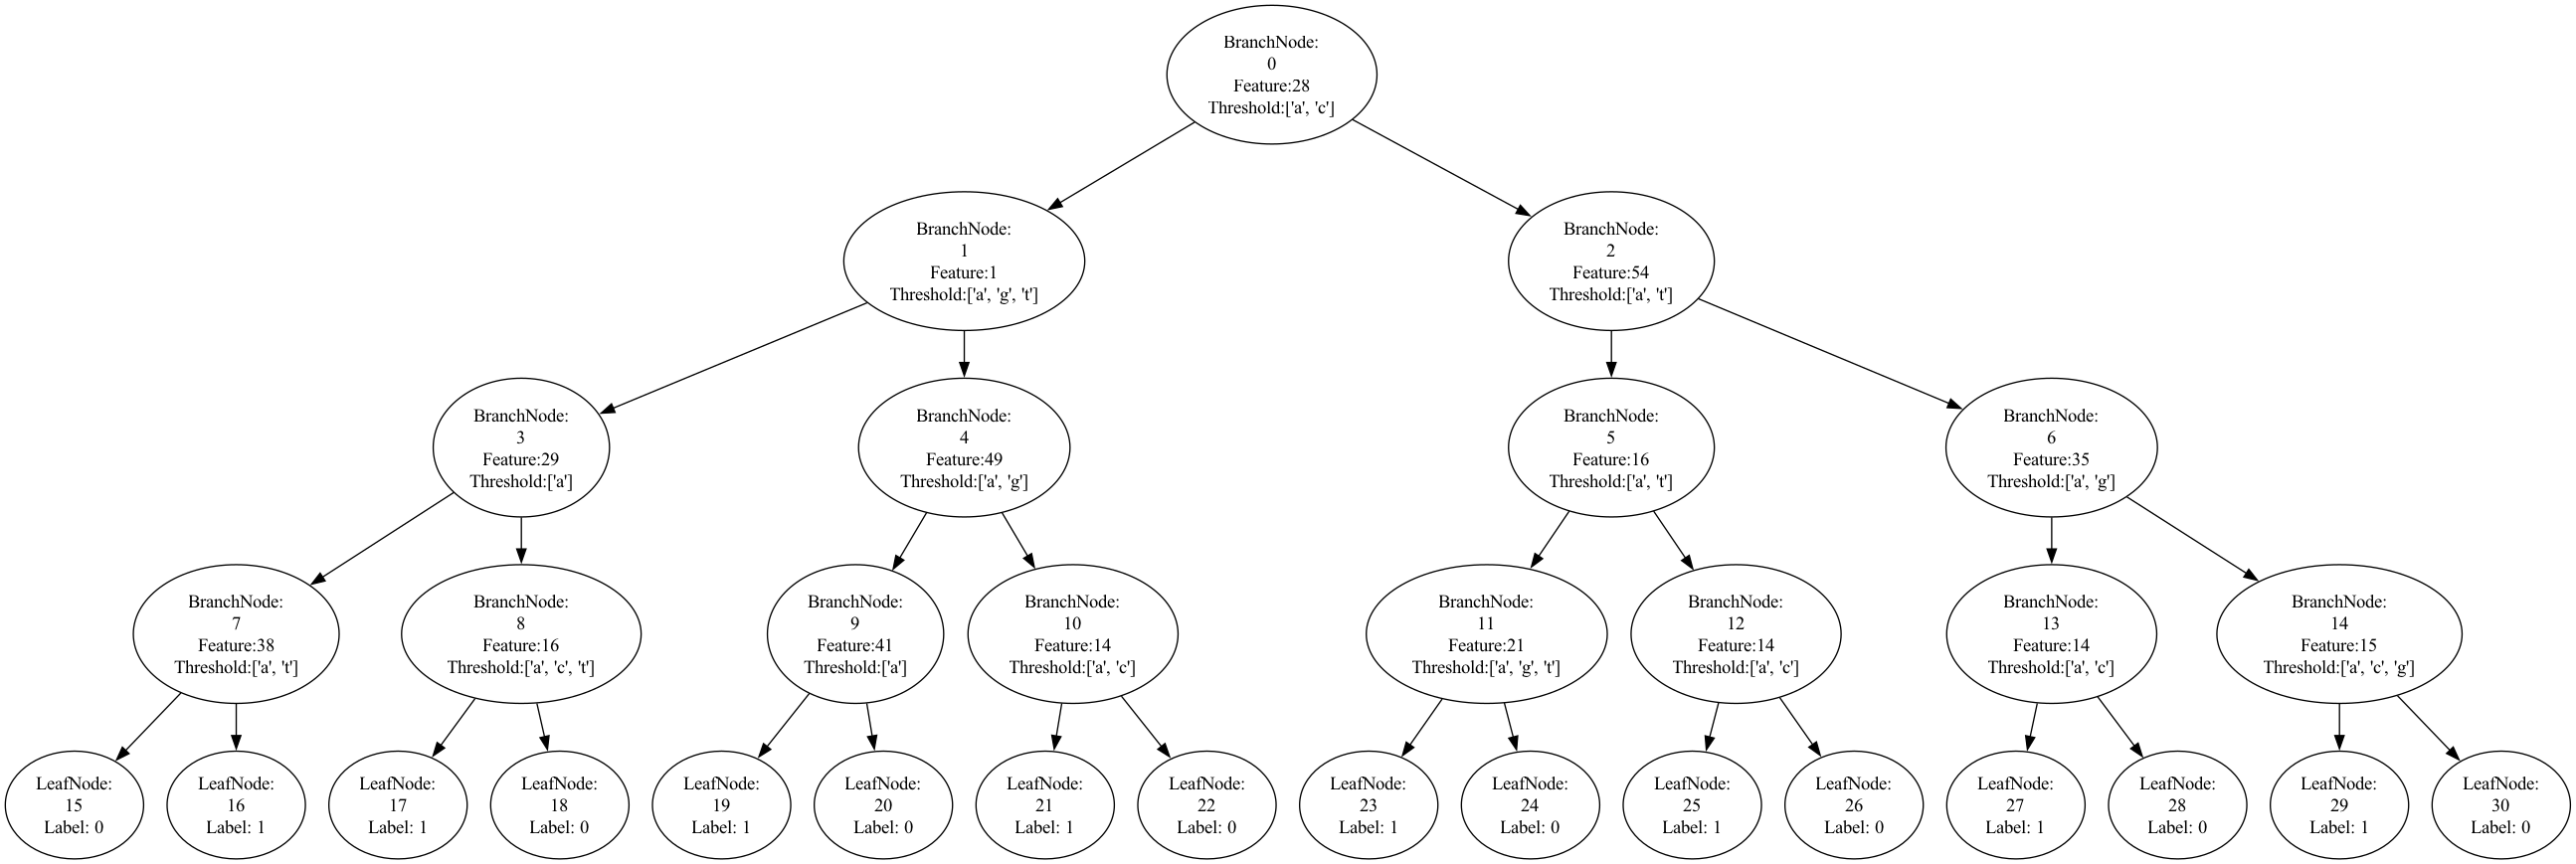 BranchNode:
0
Feature:28
Threshold:['a', 'c']
BranchNode:
1
Feature:1
Threshold:['a', 'g', 't']
BranchNode:
2
Feature:54
Threshold:['a', 't']
BranchNode:
3
Feature:29
Threshold:['a']
BranchNode:
4
Feature:49
Threshold:['a', 'g']
BranchNode:
5
Feature:16
Threshold:['a', 't']
BranchNode:
6
Feature:35
Threshold:['a', 'g']
BranchNode:
7
Feature:38
Threshold:['a', 't']
BranchNode:
8
Feature:16
Threshold:['a', 'c', 't']
BranchNode:
9
Feature:41
Threshold:['a']
BranchNode:
10
Feature:14
Threshold:['a', 'c']
BranchNode:
11
Feature:21
Threshold:['a', 'g', 't']
BranchNode:
12
Feature:14
Threshold:['a', 'c']
BranchNode:
13
Feature:14
Threshold:['a', 'c']
BranchNode:
14
Feature:15
Threshold:['a', 'c', 'g']
LeafNode:
15
Label: 0
LeafNode:
16
Label: 1
LeafNode:
17
Label: 1
LeafNode:
18
Label: 0
LeafNode:
19
Label: 1
LeafNode:
20
Label: 0
LeafNode:
21
Label: 1
LeafNode:
22
Label: 0
LeafNode:
23
Label: 1
LeafNode:
24
Label: 0
LeafNode:
25
Label: 1
LeafNode:
26
Label: 0
LeafNode:
27
Label: 1
LeafNode:
28
Label: 0
LeafNode:
29
Label: 1
LeafNode:
30
Label: 0